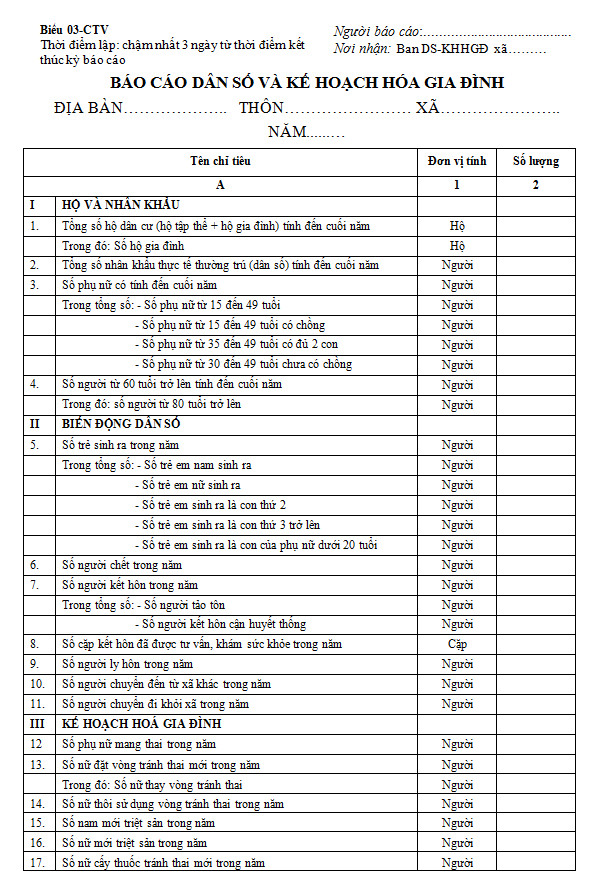 Biểu 03-CTV
Thời điểm lập: chậm nhất 3 ngày từ thời điểm kết
thúc kỳ báo cáo
Người báo cáo:..............................................
Nơi nhận: Ban DS-KHHGĐ xã………
BÁO CÁO DÂN SỐ VÀ KẾ HOẠCH HÓA GIA ĐÌNH
ĐỊA BÀN……………….. THÔN…………………… XÃ…………………..
NĂM.........
Tên chỉ tiêu Đơn vị tính Số lượng
A 1 2
I HỘ VÀ NHÂN KHẨU
1. Tổng số hộ dân cư (hộ tập thể + hộ gia đình) tính đến cuối năm Hộ
Trong đó: Số hộ gia đình Hộ
2. Tổng số nhân khẩu thực tế thường trú (dân số) tính đến cuối năm Người
3. Số phụ nữ có tính đến cuối năm Người
Trong tổng số: - Số phụ nữ từ 15 đến 49 tuổi Người
- Số phụ nữ từ 15 đến 49 tuổi có chồng Người
- Số phụ nữ từ 35 đến 49 tuổi có đủ 2 con Người
- Số phụ nữ từ 30 đến 49 tuổi chưa có chồng Người
4. Số người từ 60 tuổi trở lên tính đến cuối năm Người
Trong đó: số người từ 80 tuổi trở lên Người
II BIẾN ĐỘNG DÂN SỐ
5. Số trẻ sinh ra trong năm Người
Trong tổng số: - Số trẻ em nam sinh ra Người
- Số trẻ em nữ sinh ra Người
- Số trẻ em sinh ra là con thứ 2 Người
- Số trẻ em sinh ra là con thứ 3 trở lên Người
- Số trẻ em sinh ra là con của phụ nữ dưới 20 tuổi Người
6. Số người chết trong năm Người
7. Số người kết hôn trong năm Người
Trong tổng số: - Số người tảo tôn Người
- Số người kết hôn cận huyết thống Người
8. Số cặp kết hôn đã được tư vấn, khám sức khỏe trong năm Cặp
9. Số người ly hôn trong năm Người
10. Số người chuyển đến từ xã khác trong năm Người
11. Số người chuyển đi khỏi xã trong năm Người
III KẾ HOẠCH HOÁ GIA ĐÌNH
12 Số phụ nữ mang thai trong năm Người
13. Số nữ đặt vòng tránh thai mới trong năm Người
Trong đó: Số nữ thay vòng tránh thai Người
14. Số nữ thôi sử dụng vòng tránh thai trong năm Người
15. Số nam mới triệt sản trong năm Người
16. Số nữ mới triệt sản trong năm Người
17. Số nữ cấy thuốc tránh thai mới trong năm Người